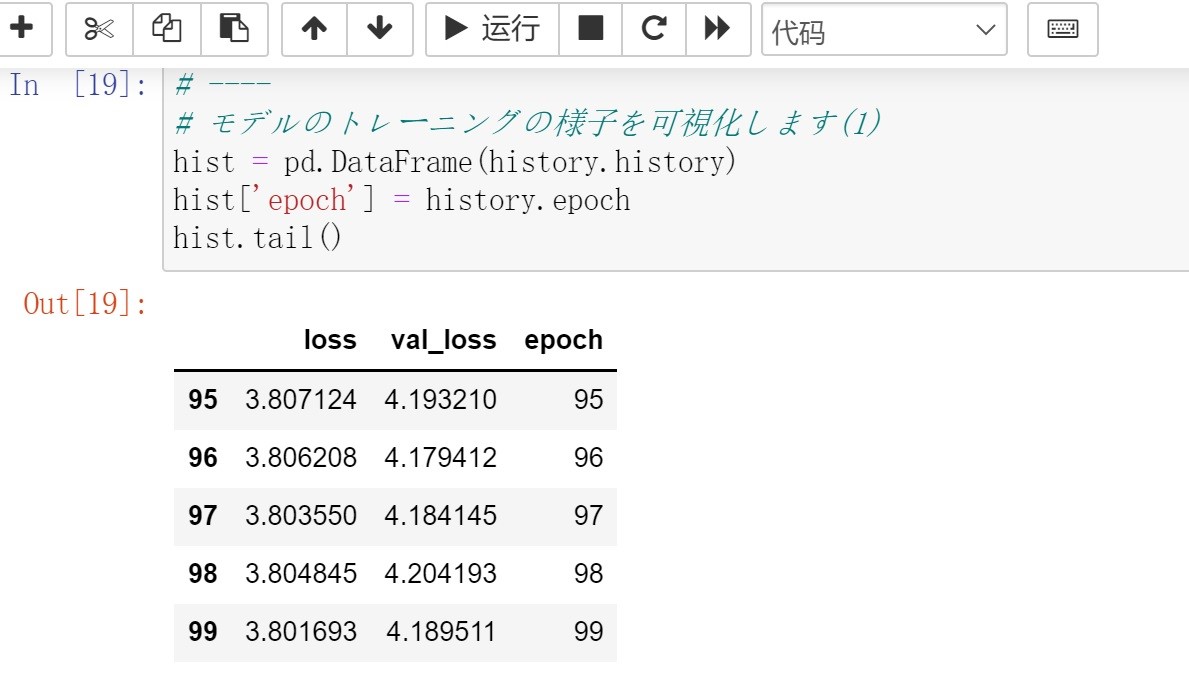 运行 代码
In [19]: # ----
# モデルのトレーニングの様子を可視化します(1)
hist = pd.DataFrame(history.history)
hist['epoch'] = history.epoch
hist.tail()
Out[19]:
loss val_loss epoch
95 3.807124 4.193210 95
96 3.806208 4.179412 96
97 3.803550 4.184145 97
98 3.804845 4.204193 98
99 3.801693 4.189511 99